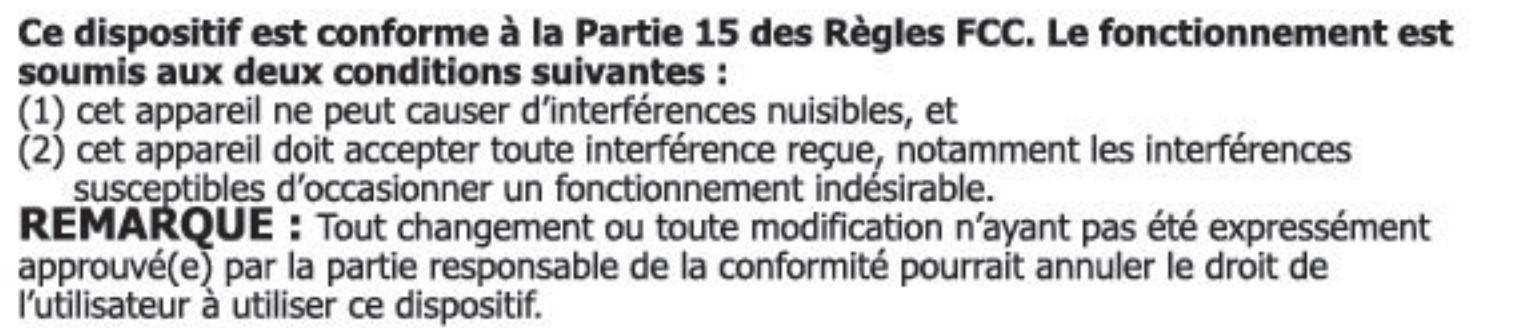 Ce dispositif est conforme à la Partie 15 des Règles FCC. Le fonctionnement est
soumis aux deux conditions suivantes :
(1) cet appareil ne peut causer d’interférences nuisibles, et
(2) cet appareil doit accepter toute interférence reçue, notamment les interférences
susceptibles d’occasionner un fonctionnement indésirable.
REMARQUE : Tout changement ou toute modification n’ayant pas été expressément
approuvé(e) par la partie responsable de la conformité pourrait annuler le droit de
l’utilisateur à utiliser ce dispositif.